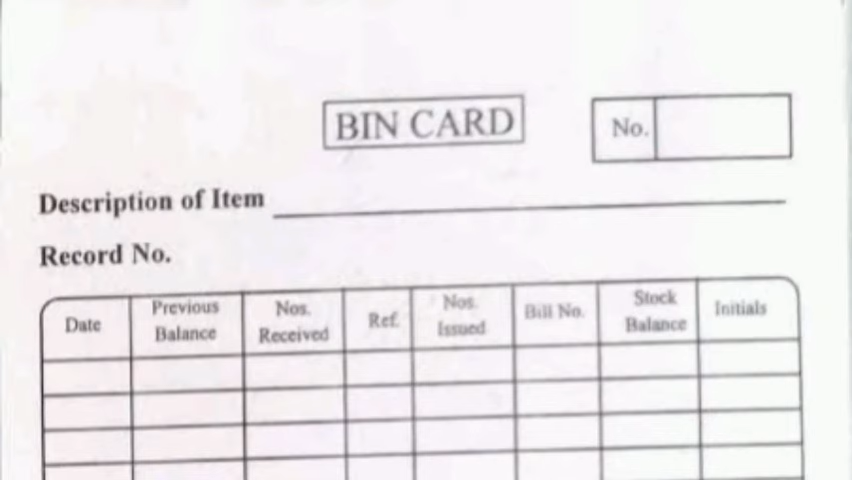 BIN CARD
No.
Description of Item
Record No.
Date Previous Balance Nos. Received Ref. Nos. Issued Bill No. Stock Balance Initials